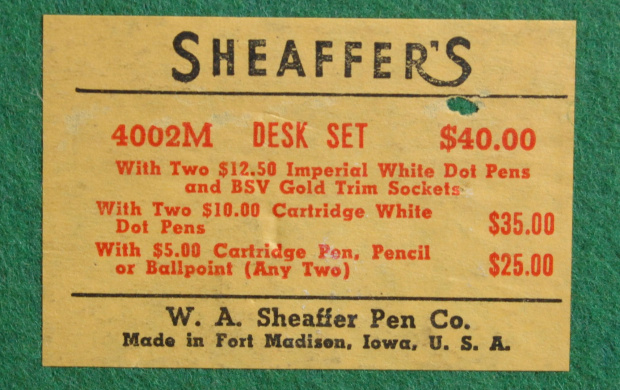 SHEAFFER'S
4002M DESK SET $40.00
With Two $12.50 Imperial White Dot Pens
and BSV Gold Trim Sockets
With Two $10.00 Cartridge White
Dot Pens $35.00
With $5.00 Cartridge Pen, Pencil
or Ballpoint (Any Two) $25.00
W. A. Sheaffer Pen Co.
Made in Fort Madison, Iowa, U. S. A.